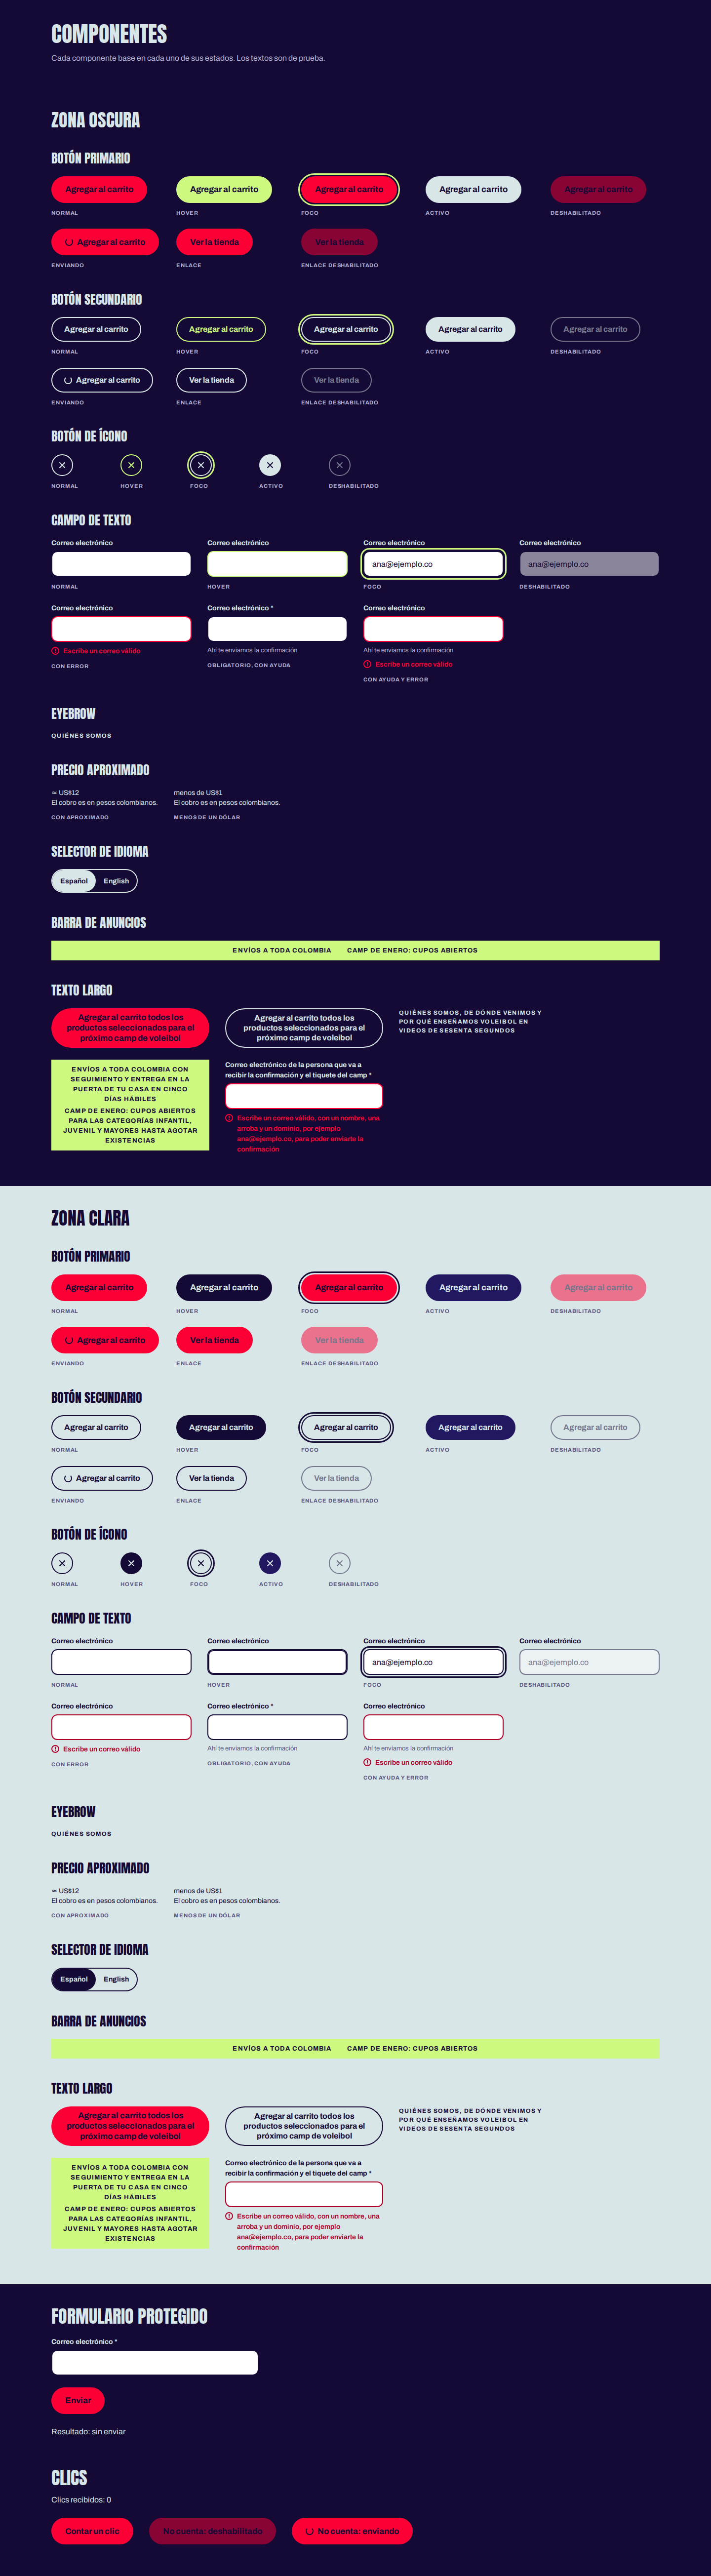 COMPONENTES
Cada componente base en cada uno de sus estados. Los textos son de prueba.
ZONA OSCURA
BOTÓN PRIMARIO
Agregar al carrito
Agregar al carrito
Agregar al carrito
Agregar al carrito
Agregar al carrito
NORMAL
HOVER
FOCO
ACTIVO
DESHABILITADO
Agregar al carrito
Ver la tienda
Ver la tienda
ENVIANDO
ENLACE
ENLACE DESHABILITADO
BOTÓN SECUNDARIO
Agregar al carrito
Agregar al carrito
Agregar al carrito
Agregar al carrito
Agregar al carrito
NORMAL
HOVER
FOCO
ACTIVO
DESHABILITADO
Agregar al carrito
Ver la tienda
Ver la tienda
ENVIANDO
ENLACE
ENLACE DESHABILITADO
BOTÓN DE ÍCONO
NORMAL
HOVER
FOCO
ACTIVO
DESHABILITADO
CAMPO DE TEXTO
Correo electrónico
Correo electrónico
Correo electrónico
Correo electrónico
ana@ejemplo.co
ana@ejemplo.co
NORMAL
HOVER
FOCO
DESHABILITADO
Correo electrónico
Correo electrónico *
Correo electrónico
Escribe un correo válido
Ahí te enviamos la confirmación
Ahí te enviamos la confirmación
CON ERROR
OBLIGATORIO, CON AYUDA
Escribe un correo válido
CON AYUDA Y ERROR
EYEBROW
QUIÉNES SOMOS
PRECIO APROXIMADO
≈ US$12
El cobro es en pesos colombianos.
menos de US$1
El cobro es en pesos colombianos.
CON APROXIMADO
MENOS DE UN DÓLAR
SELECTOR DE IDIOMA
Español
English
BARRA DE ANUNCIOS
ENVÍOS A TODA COLOMBIA
CAMP DE ENERO: CUPOS ABIERTOS
TEXTO LARGO
Agregar al carrito todos los
productos seleccionados para el
próximo camp de voleibol
Agregar al carrito todos los
productos seleccionados para el
próximo camp de voleibol
QUIÉNES SOMOS, DE DÓNDE VENIMOS Y
POR QUÉ ENSEÑAMOS VOLEIBOL EN
VIDEOS DE SESENTA SEGUNDOS
ENVÍOS A TODA COLOMBIA CON
SEGUIMIENTO Y ENTREGA EN LA
PUERTA DE TU CASA EN CINCO
DÍAS HÁBILES
CAMP DE ENERO: CUPOS ABIERTOS
PARA LAS CATEGORÍAS INFANTIL,
JUVENIL Y MAYORES HASTA AGOTAR
EXISTENCIAS
Correo electrónico de la persona que va a
recibir la confirmación y el tiquete del camp *
Escribe un correo válido, con un nombre, una
arroba y un dominio, por ejemplo
ana@ejemplo.co, para poder enviarte la
confirmación
ZONA CLARA
BOTÓN PRIMARIO
Agregar al carrito
Agregar al carrito
Agregar al carrito
Agregar al carrito
Agregar al carrito
NORMAL
HOVER
FOCO
ACTIVO
DESHABILITADO
Agregar al carrito
Ver la tienda
Ver la tienda
ENVIANDO
ENLACE
ENLACE DESHABILITADO
BOTÓN SECUNDARIO
Agregar al carrito
Agregar al carrito
Agregar al carrito
Agregar al carrito
Agregar al carrito
NORMAL
HOVER
FOCO
ACTIVO
DESHABILITADO
Agregar al carrito
Ver la tienda
Ver la tienda
ENVIANDO
ENLACE
ENLACE DESHABILITADO
BOTÓN DE ÍCONO
NORMAL
HOVER
FOCO
ACTIVO
DESHABILITADO
CAMPO DE TEXTO
Correo electrónico
Correo electrónico
Correo electrónico
Correo electrónico
ana@ejemplo.co
ana@ejemplo.co
NORMAL
HOVER
FOCO
DESHABILITADO
Correo electrónico
Correo electrónico *
Correo electrónico
Escribe un correo válido
Ahí te enviamos la confirmación
Ahí te enviamos la confirmación
CON ERROR
OBLIGATORIO, CON AYUDA
Escribe un correo válido
CON AYUDA Y ERROR
EYEBROW
QUIÉNES SOMOS
PRECIO APROXIMADO
≈ US$12
El cobro es en pesos colombianos.
menos de US$1
El cobro es en pesos colombianos.
CON APROXIMADO
MENOS DE UN DÓLAR
SELECTOR DE IDIOMA
Español
English
BARRA DE ANUNCIOS
ENVÍOS A TODA COLOMBIA
CAMP DE ENERO: CUPOS ABIERTOS
TEXTO LARGO
Agregar al carrito todos los
productos seleccionados para el
próximo camp de voleibol
Agregar al carrito todos los
productos seleccionados para el
próximo camp de voleibol
QUIÉNES SOMOS, DE DÓNDE VENIMOS Y
POR QUÉ ENSEÑAMOS VOLEIBOL EN
VIDEOS DE SESENTA SEGUNDOS
ENVÍOS A TODA COLOMBIA CON
SEGUIMIENTO Y ENTREGA EN LA
PUERTA DE TU CASA EN CINCO
DÍAS HÁBILES
CAMP DE ENERO: CUPOS ABIERTOS
PARA LAS CATEGORÍAS INFANTIL,
JUVENIL Y MAYORES HASTA AGOTAR
EXISTENCIAS
Correo electrónico de la persona que va a
recibir la confirmación y el tiquete del camp *
Escribe un correo válido, con un nombre, una
arroba y un dominio, por ejemplo
ana@ejemplo.co, para poder enviarte la
confirmación
FORMULARIO PROTEGIDO
Correo electrónico *
Enviar
Resultado: sin enviar
CLICS
Clics recibidos: 0
Contar un clic
No cuenta: deshabilitado
No cuenta: enviando